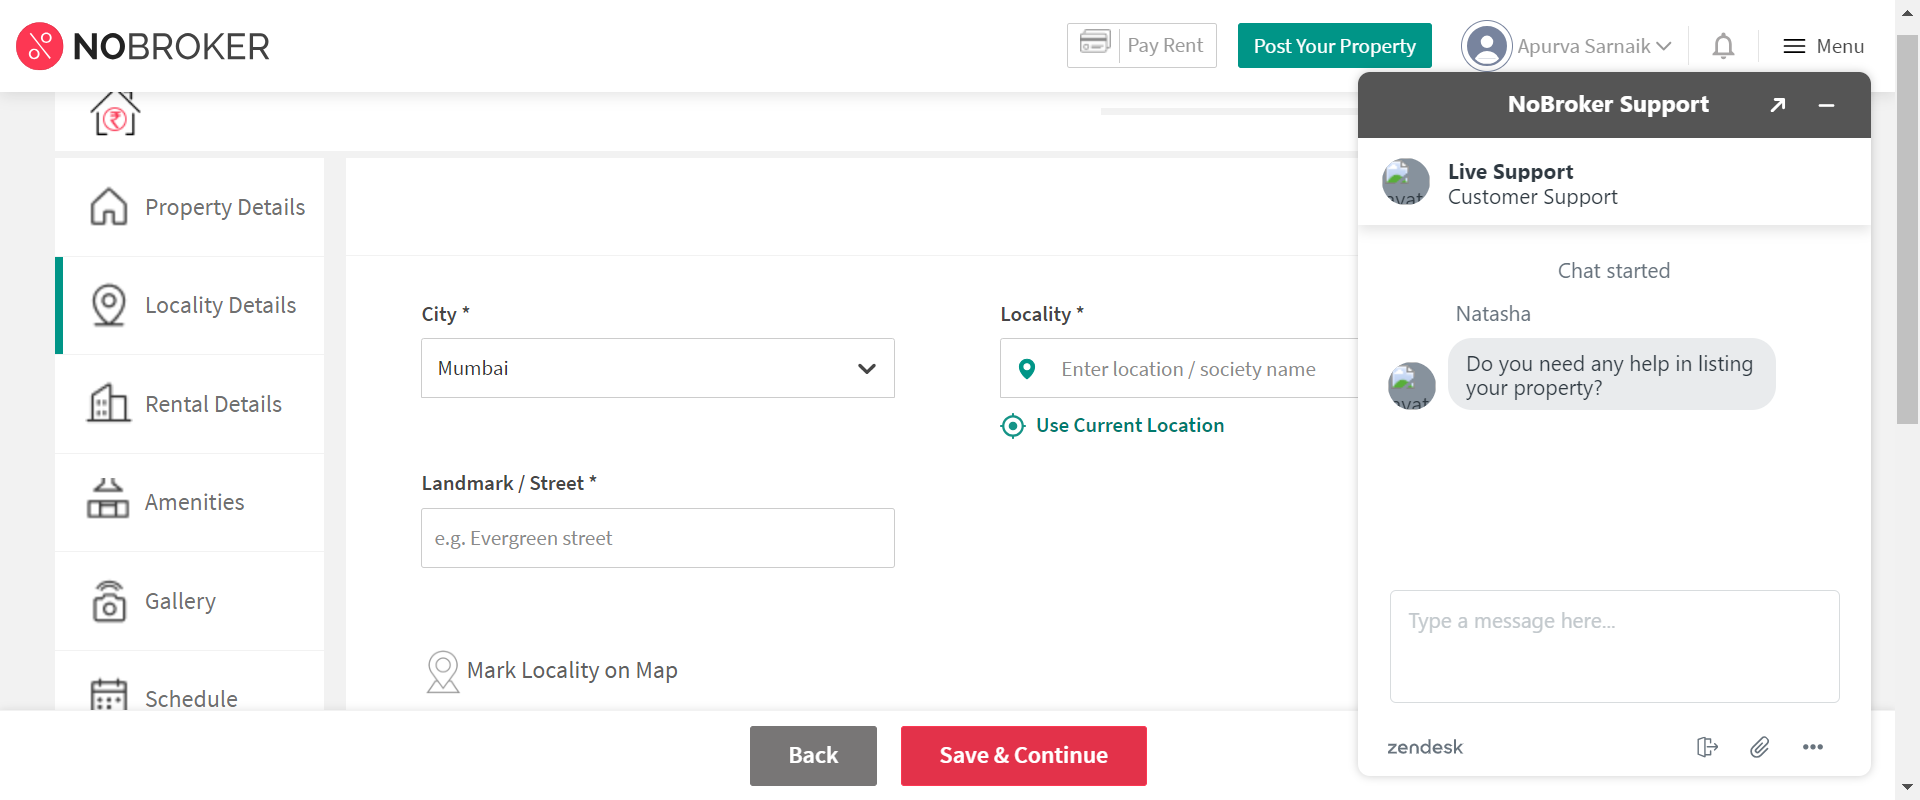 NOBROKER
Pay Rent
Post Your Property
Apurva Sarnaik
Menu
Property Details
Locality Details
Rental Details
Amenities
Gallery
Schedule
City *
Mumbai
Locality *
Enter location / society name
Use Current Location
Landmark / Street *
e.g. Evergreen street
Mark Locality on Map
Back
Save & Continue
NoBroker Support
Live Support
Customer Support
Chat started
Natasha
Do you need any help in listing
your property?
Type a message here...
zendesk